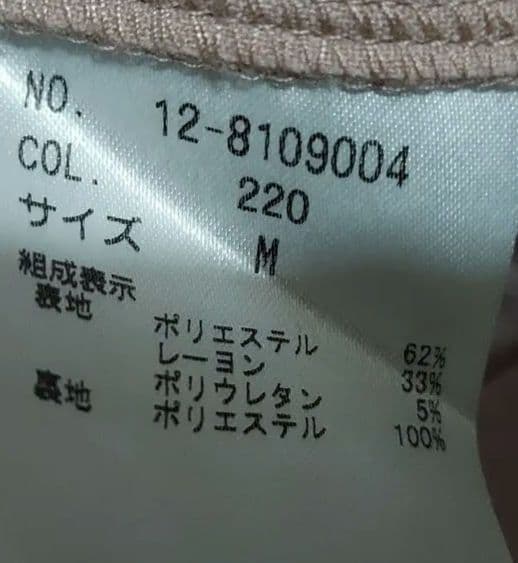 NO. 12-8109004
COL. 220
サイズ M
組成表示
表地 ポリエステル 62%
レーヨン 33%
ポリウレタン 5%
裏地 ポリエステル 100%